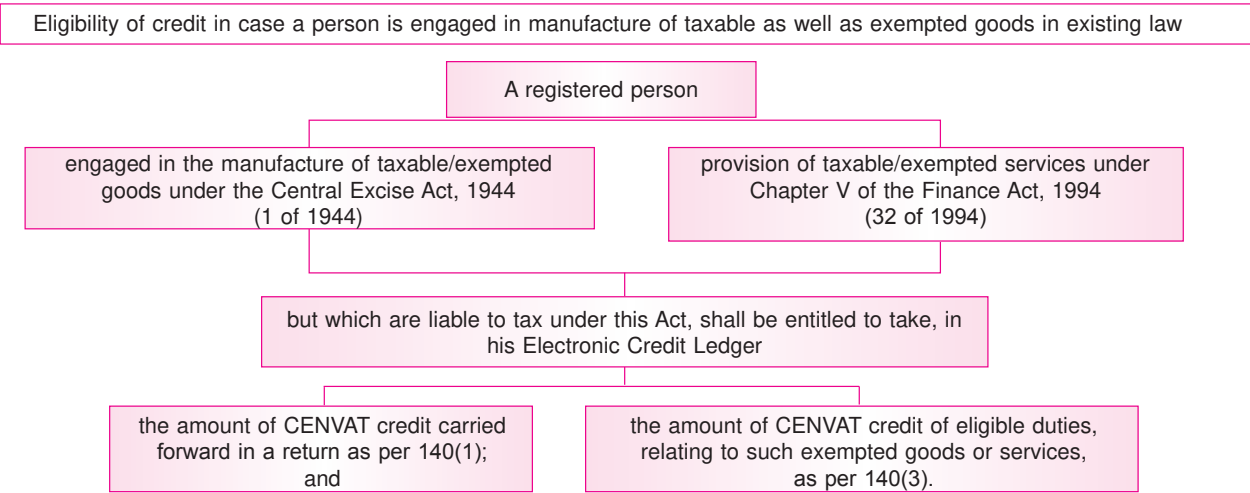 Eligibility of credit in case a person is engaged in manufacture of taxable as well as exempted goods in existing law
A registered person
engaged in the manufacture of taxable/exempted
goods under the Central Excise Act, 1944
(1 of 1944)
provision of taxable/exempted services under
Chapter V of the Finance Act, 1994
(32 of 1994)
but which are liable to tax under this Act, shall be entitled to take, in
his Electronic Credit Ledger
the amount of CENVAT credit carried
forward in a return as per 140(1);
and
the amount of CENVAT credit of eligible duties,
relating to such exempted goods or services,
as per 140(3).